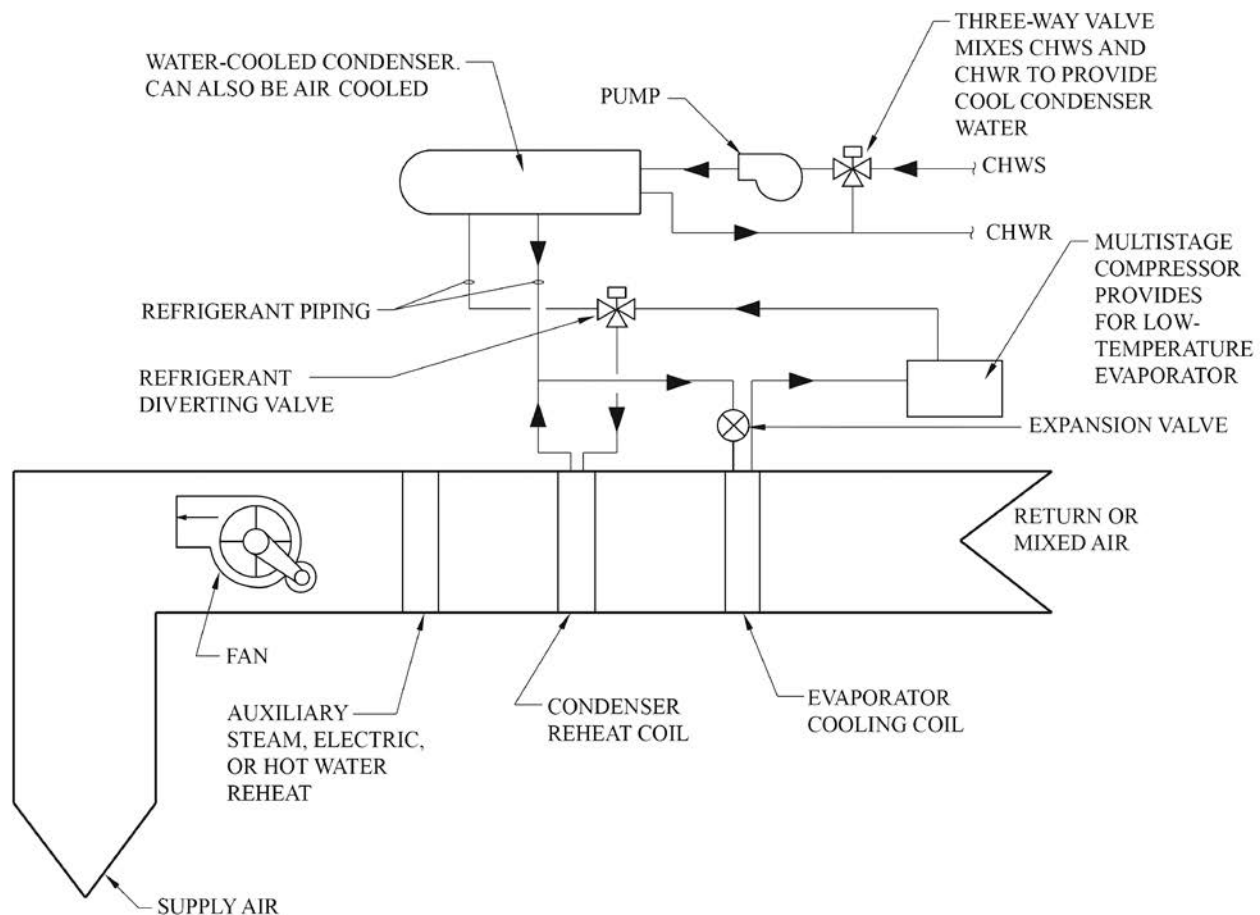 THREE-WAY VALVE
MIXES CHWS AND
CHWR TO PROVIDE
COOL CONDENSER
WATER
WATER-COOLED CONDENSER.
CAN ALSO BE AIR COOLED
PUMP
CHWS
CHWR
MULTISTAGE
COMPRESSOR
PROVIDES
FOR LOW-
TEMPERATURE
EVAPORATOR
REFRIGERANT PIPING
REFRIGERANT
DIVERTING VALVE
EXPANSION VALVE
RETURN OR
MIXED AIR
FAN
AUXILIARY
STEAM, ELECTRIC,
OR HOT WATER
REHEAT
CONDENSER
REHEAT COIL
EVAPORATOR
COOLING COIL
SUPPLY AIR